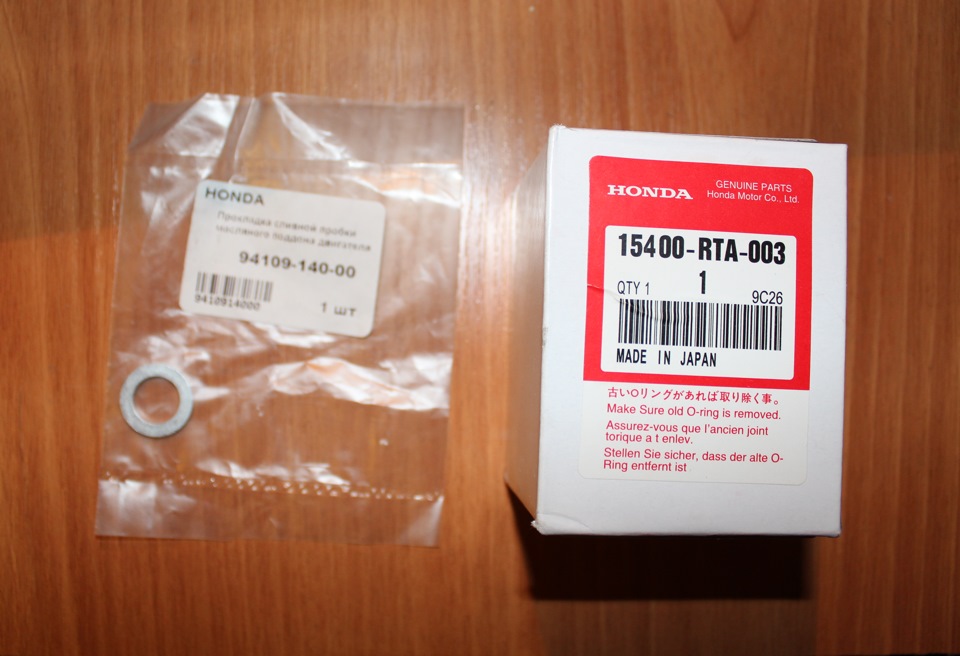 HONDA
Прокладка сливной пробки
масляного поддона двигателя
94109-140-00
9410914000
1 шт
HONDA
GENUINE PARTS
Honda Motor Co., Ltd.
15400-RTA-003
1
QTY 1
9C26
MADE IN JAPAN
古いOリングがあれば取り除く事。
Make Sure old O-ring is removed.
Assurez-vous que l'ancien joint
torique a t enlev.
Stellen Sie sicher, dass der alte O-
Ring entfernt ist